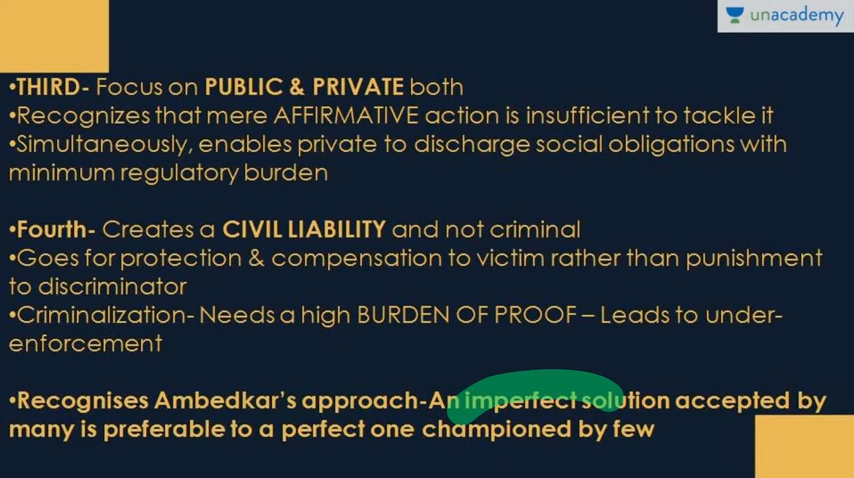 unacademy
•THIRD- Focus on PUBLIC & PRIVATE both
•Recognizes that mere AFFIRMATIVE action is insufficient to tackle it
•Simultaneously, enables private to discharge social obligations with
minimum regulatory burden
•Fourth- Creates a CIVIL LIABILITY and not criminal
•Goes for protection & compensation to victim rather than punishment
to discriminator
•Criminalization- Needs a high BURDEN OF PROOF – Leads to under-
enforcement
•Recognises Ambedkar’s approach-An imperfect solution accepted by
many is preferable to a perfect one championed by few